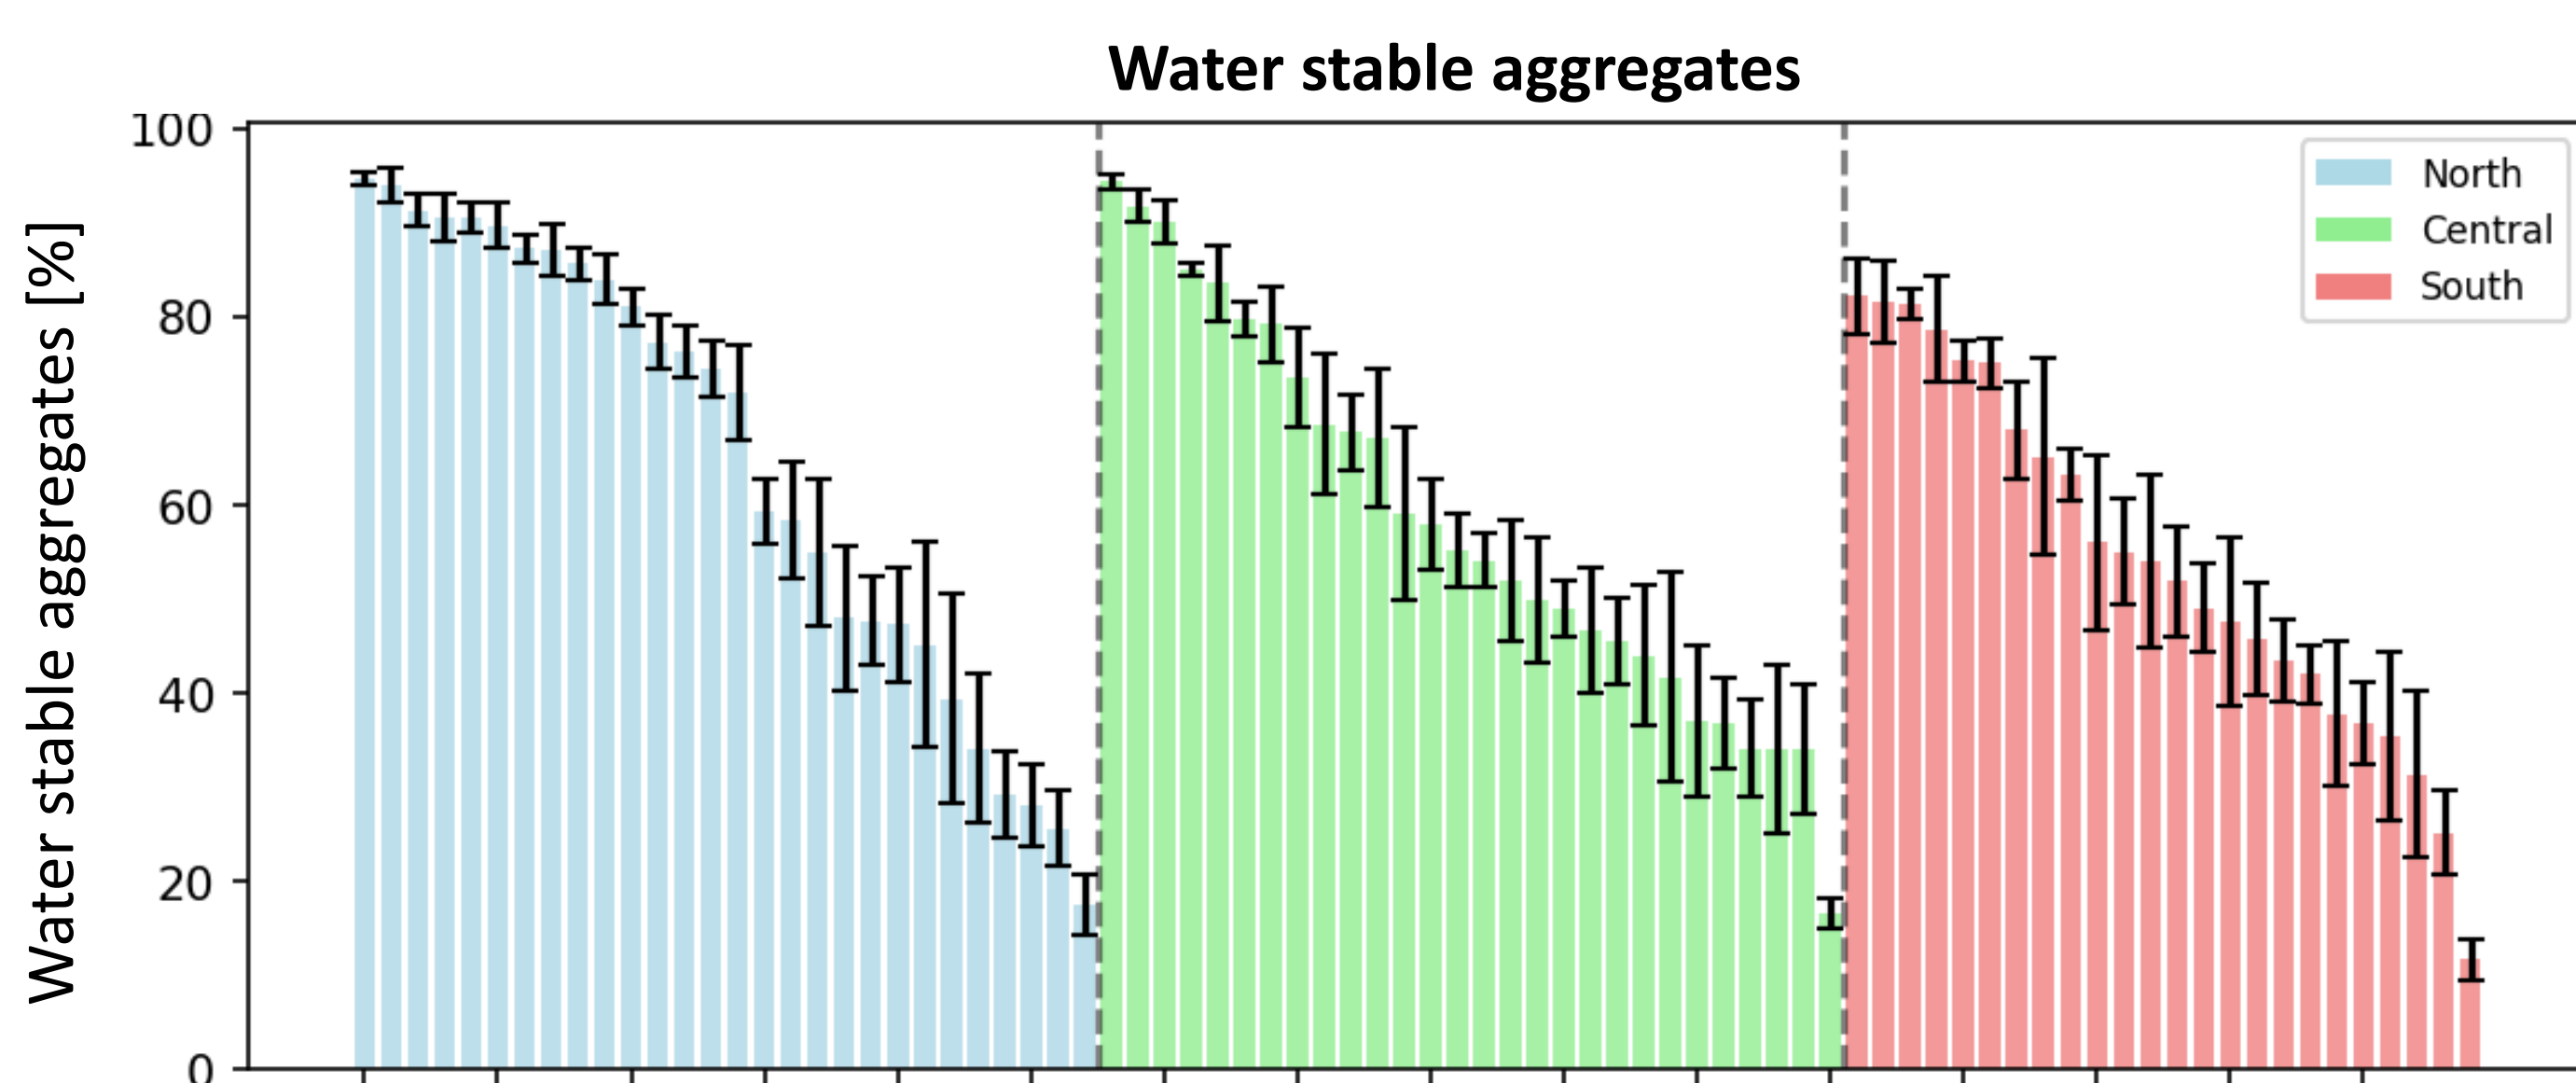 Water stable aggregates
Water stable aggregates [%]
100
80
60
40
20
0
North
Central
South